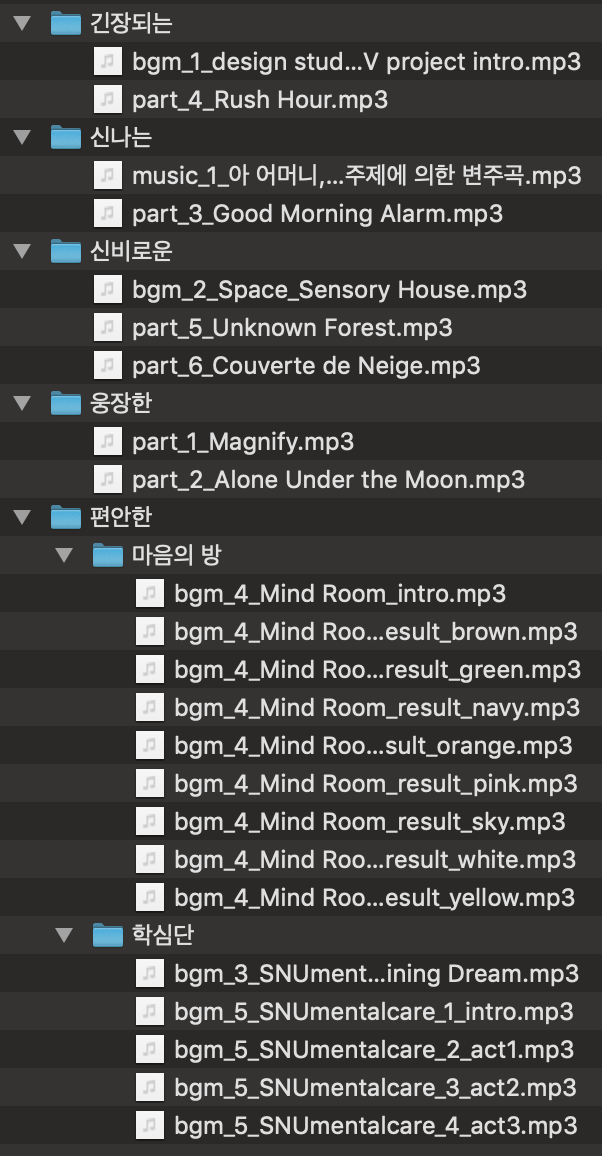 긴장되는
bgm_1_design stud...V project intro.mp3
part_4_Rush Hour.mp3
신나는
music_1_아 어머니,...주제에 의한 변주곡.mp3
part_3_Good Morning Alarm.mp3
신비로운
bgm_2_Space_Sensory House.mp3
part_5_Unknown Forest.mp3
part_6_Couverte de Neige.mp3
웅장한
part_1_Magnify.mp3
part_2_Alone Under the Moon.mp3
편안한
마음의 방
bgm_4_Mind Room_intro.mp3
bgm_4_Mind Roo...esult_brown.mp3
bgm_4_Mind Roo...result_green.mp3
bgm_4_Mind Room_result_navy.mp3
bgm_4_Mind Roo...sult_orange.mp3
bgm_4_Mind Room_result_pink.mp3
bgm_4_Mind Room_result_sky.mp3
bgm_4_Mind Roo...result_white.mp3
bgm_4_Mind Roo...esult_yellow.mp3
학심단
bgm_3_SNUment...ining Dream.mp3
bgm_5_SNUmentalcare_1_intro.mp3
bgm_5_SNUmentalcare_2_act1.mp3
bgm_5_SNUmentalcare_3_act2.mp3
bgm_5_SNUmentalcare_4_act3.mp3